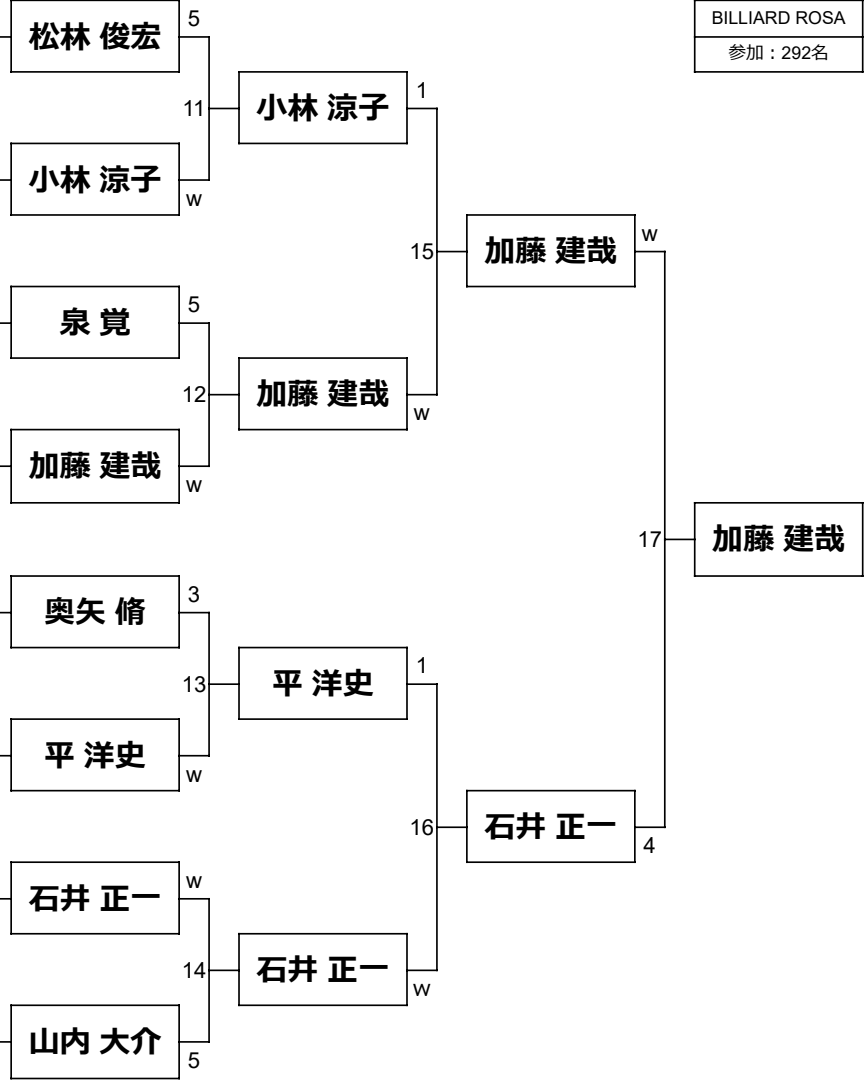 BILLIARD ROSA
参加：292名
松林 俊宏
5
11
小林 涼子
w
小林 涼子
1
15
泉 覚
5
12
加藤 建哉
w
加藤 建哉
w
加藤 建哉
w
17
加藤 建哉
奥矢 脩
3
13
平 洋史
w
平 洋史
1
16
石井 正一
w
14
山内 大介
5
石井 正一
w
石井 正一
4